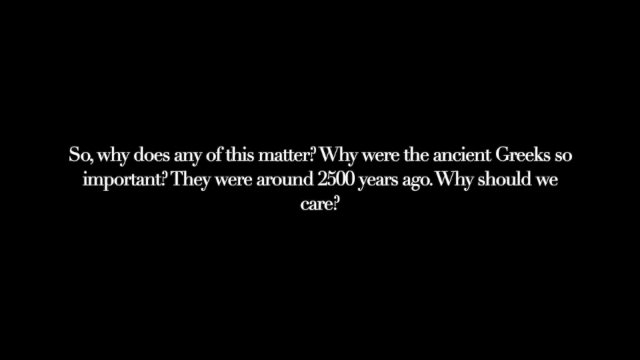 So, why does any of this matter? Why were the ancient Greeks so
important? They were around 2500 years ago. Why should we
care?